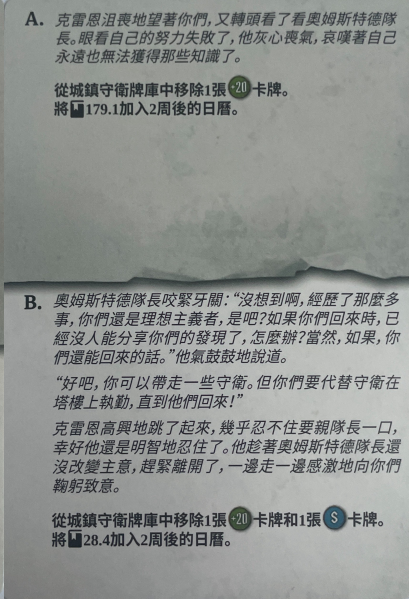 A. 克雷恩沮喪地望著你們，又轉頭看了看奧姆斯特德隊
長。眼看自己的努力失敗了，他灰心喪氣，哀嘆著自己
永遠也無法獲得那些知識了。
從城鎮守衛牌庫中移除1張+20卡牌。
將179.1加入2周後的日曆。
B. 奧姆斯特德隊長咬緊牙關：“沒想到啊，經歷了那麼多
事，你們還是理想主義者，是吧？如果你們回來時，已
經沒人能分享你們的發現了，怎麼辦？當然，如果，你
們還能回來的話。”他氣鼓鼓地說道。
“好吧，你可以帶走一些守衛。但你們要代替守衛在
塔樓上執勤，直到他們回來！”
克雷恩高興地跳了起來，幾乎忍不住要親隊長一口，
幸好他還是明智地忍住了。他趁著奧姆斯特德隊長還
沒改變主意，趕緊離開了，一邊走一邊感激地向你們
鞠躬致意。
從城鎮守衛牌庫中移除1張+20卡牌和1張$卡牌。
將28.4加入2周後的日曆。